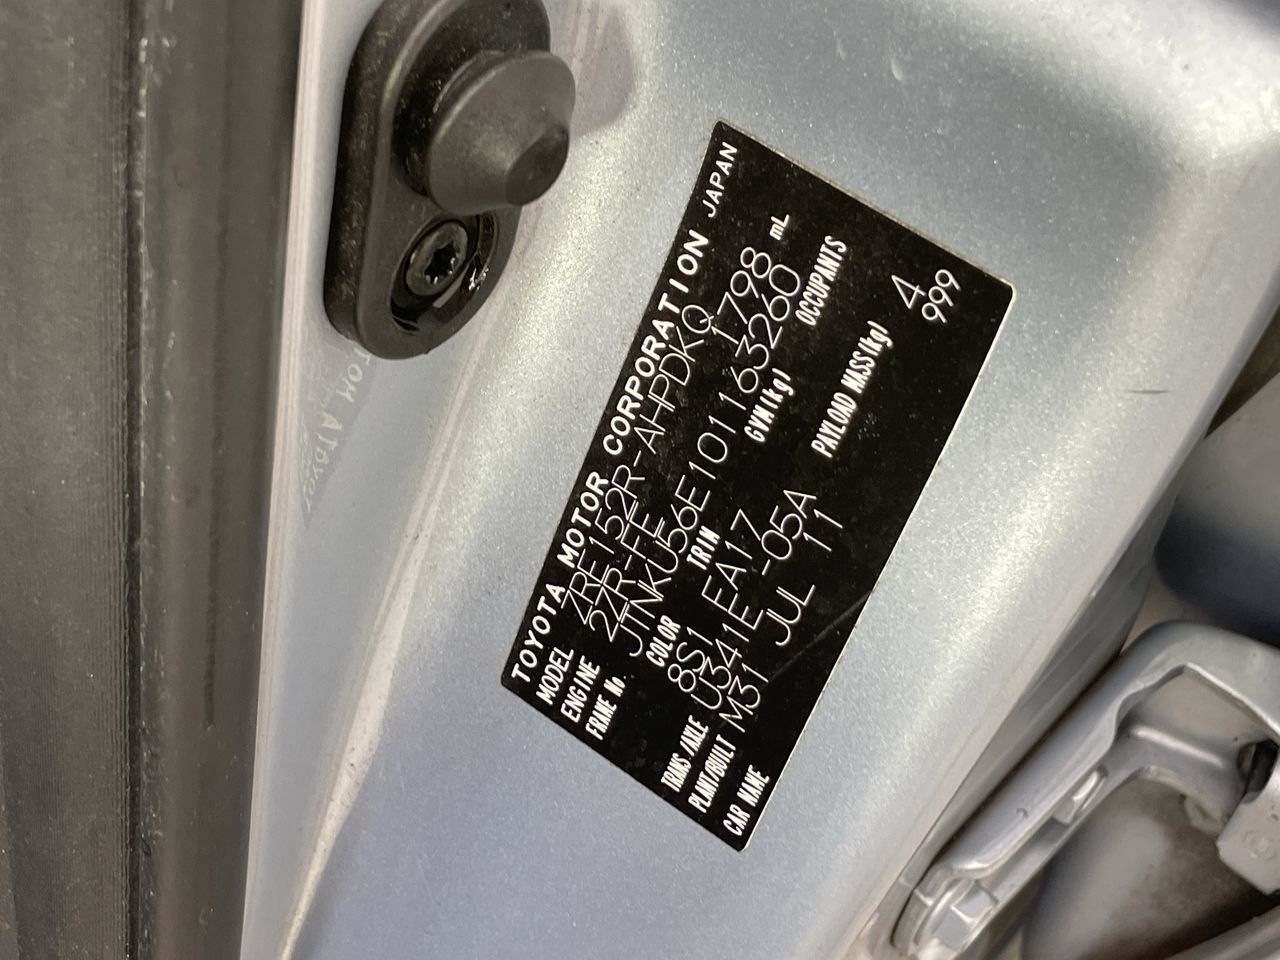 TOYOTA MOTOR CORPORATION JAPAN
MODEL ZRE152R-AHPDKQ
ENGINE 2ZR-FE 1798 mL
FRAME No. JTNKU56E101163260
COLOR TRIM GVM(kg) OCCUPANTS
8S1 EA17 4
TRANS/AXLE U341E -05A PAYLOAD MASS(kg) 999
PLANT/BUILT M31 JUL 11
CAR NAME